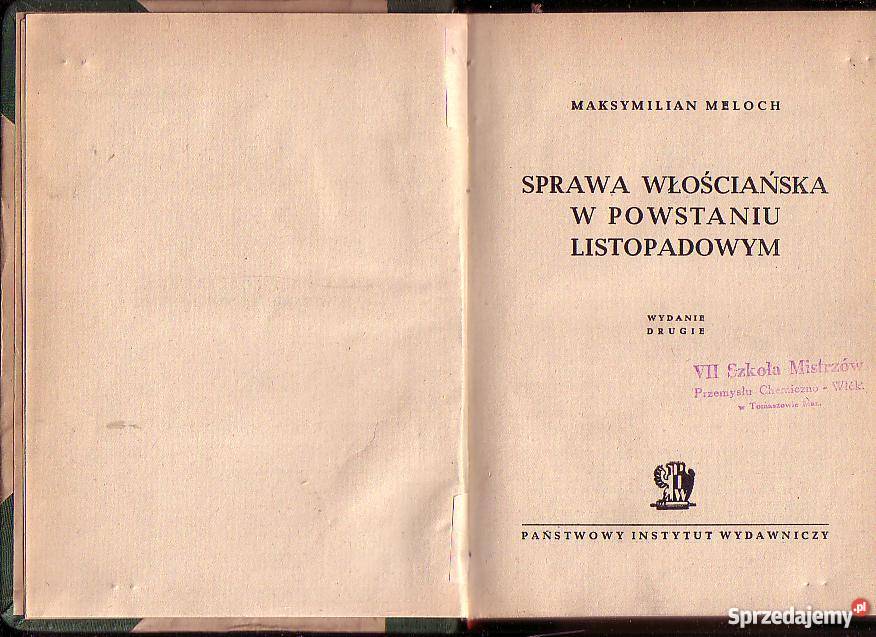 MAKSYMILIAN MELOCH
SPRAWA WŁOŚCIAŃSKA
W POWSTANIU
LISTOPADOWYM
WYDANIE
DRUGIE
VII Szkoła Mistrzów
Przemysłu Chemiczno - Włók.
w Tomaszowie Maz.
PIW
PAŃSTWOWY INSTYTUT WYDAWNICZY
Sprzedajemy.pl